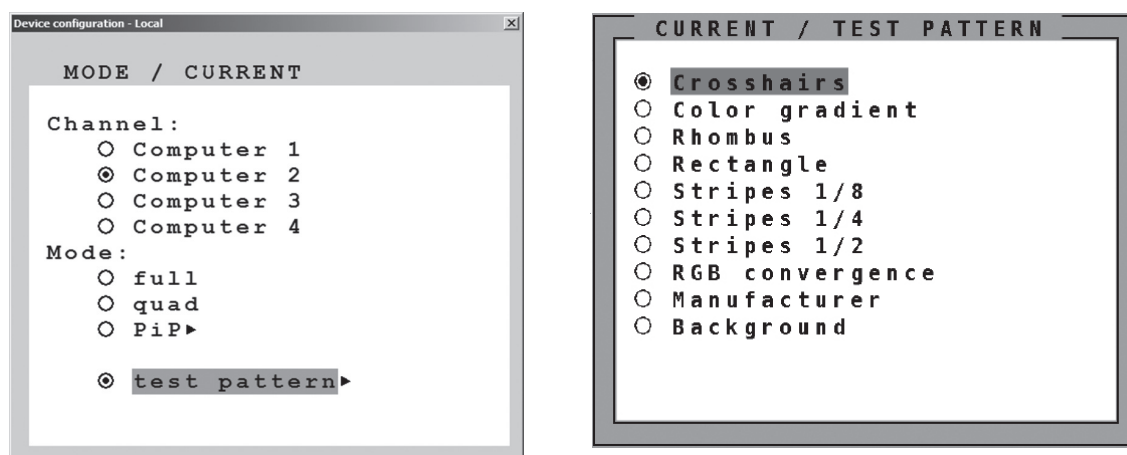 Device configuration - Local
MODE / CURRENT
Channel:
Computer 1
Computer 2
Computer 3
Computer 4
Mode:
full
quad
PiP▸
test pattern▸
CURRENT / TEST PATTERN
Crosshairs
Color gradient
Rhombus
Rectangle
Stripes 1/8
Stripes 1/4
Stripes 1/2
RGB convergence
Manufacturer
Background